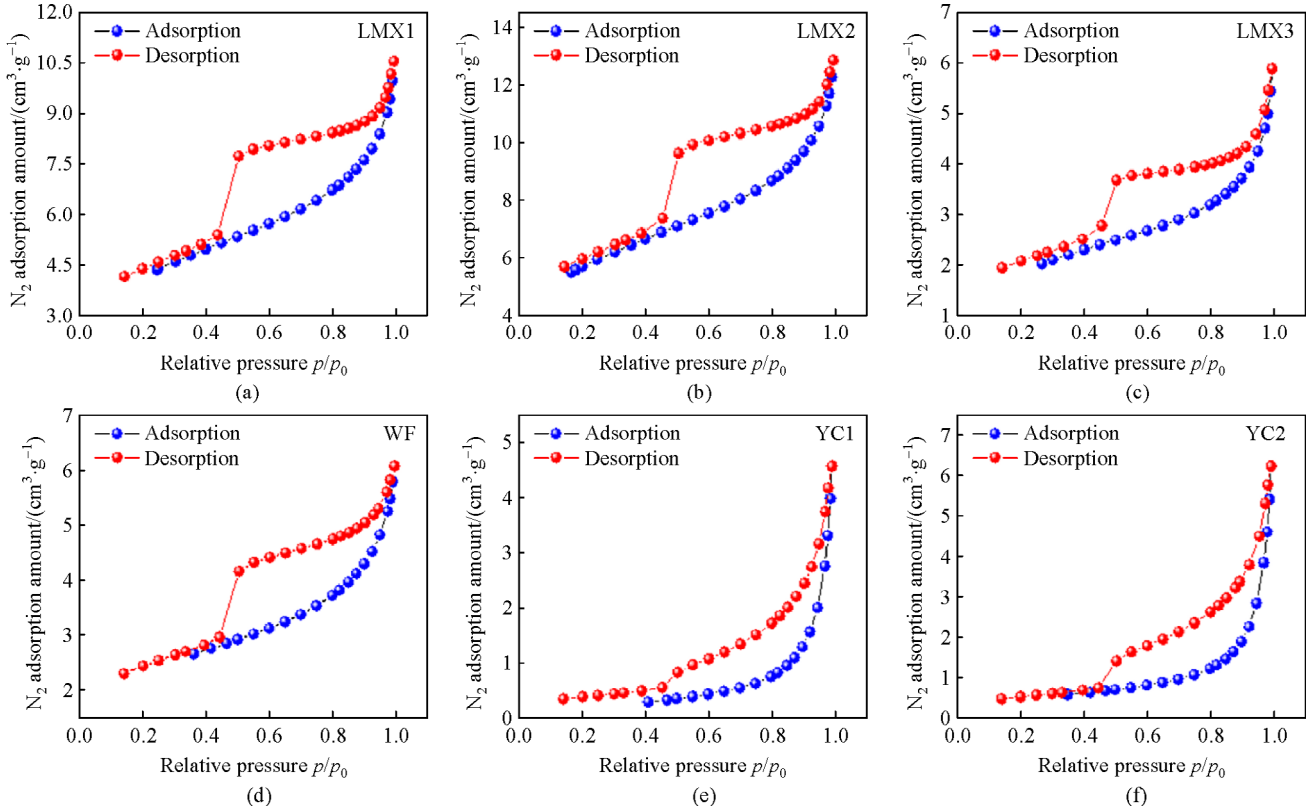 12.0
10.5
9.0
7.5
6.0
4.5
3.0
N₂ adsorption amount/(cm³·g⁻¹)
Adsorption
Desorption
LMX1
0.0 0.2 0.4 0.6 0.8 1.0
Relative pressure p/p₀
(a)
14
12
10
8
6
4
N₂ adsorption amount/(cm³·g⁻¹)
Adsorption
Desorption
LMX2
0.0 0.2 0.4 0.6 0.8 1.0
Relative pressure p/p₀
(b)
7
6
5
4
3
2
1
N₂ adsorption amount/(cm³·g⁻¹)
Adsorption
Desorption
LMX3
0.0 0.2 0.4 0.6 0.8 1.0
Relative pressure p/p₀
(c)
7
6
5
4
3
2
N₂ adsorption amount/(cm³·g⁻¹)
Adsorption
Desorption
WF
0.0 0.2 0.4 0.6 0.8 1.0
Relative pressure p/p₀
(d)
5
4
3
2
1
0
N₂ adsorption amount/(cm³·g⁻¹)
Adsorption
Desorption
YC1
0.0 0.2 0.4 0.6 0.8 1.0
Relative pressure p/p₀
(e)
7
6
5
4
3
2
1
0
N₂ adsorption amount/(cm³·g⁻¹)
Adsorption
Desorption
YC2
0.0 0.2 0.4 0.6 0.8 1.0
Relative pressure p/p₀
(f)